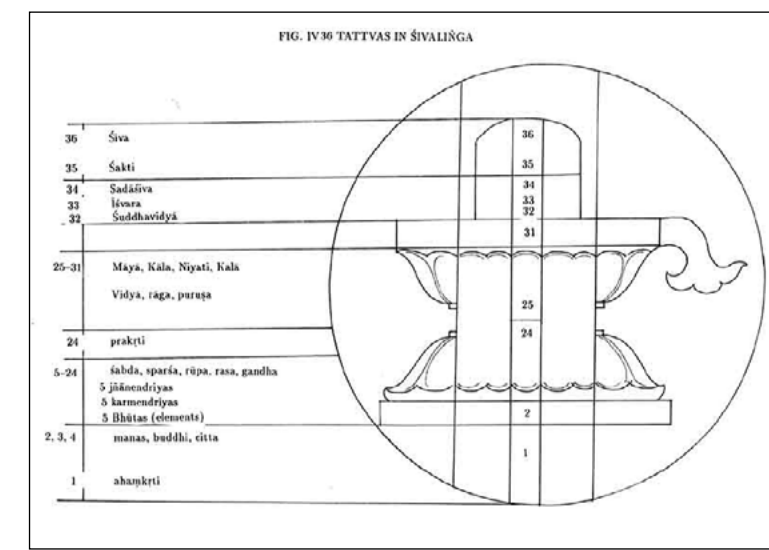 FIG. IV 36 TATTVAS IN ŚIVALIṄGA
36 Śiva
35 Śakti
34 Sadāśiva
33 Īśvara
32 Śuddhavidyā
25-31 Māyā, Kāla, Niyati, Kalā
Vidyā, rāga, puruṣa
24 prakṛti
5-24 śabda, sparśa, rūpa, rasa, gandha
5 jñānendriyas
5 karmendriyas
5 Bhūtas (elements)
2, 3, 4 manas, buddhi, citta
1 ahaṃkṛti
36
35
34
33
32
31
25
24
2
1